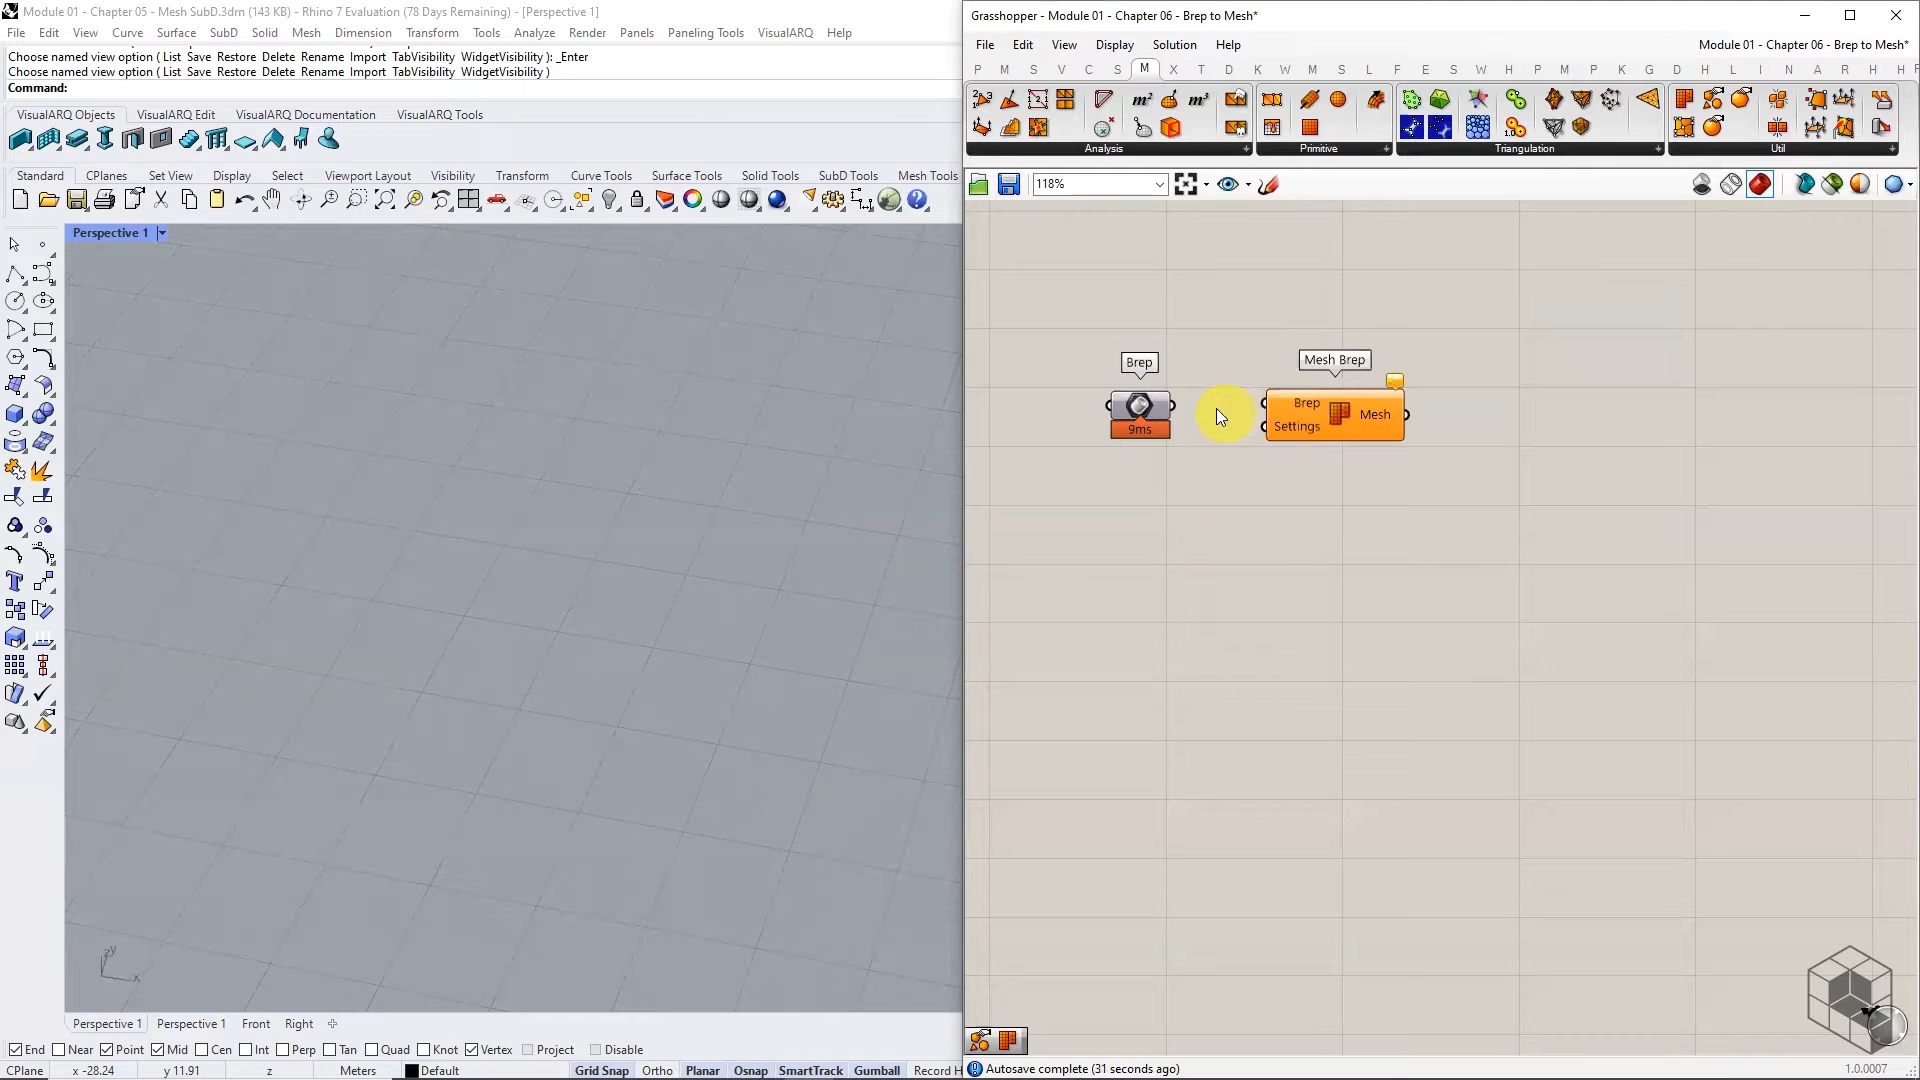 Module 01 - Chapter 05 - Mesh SubD.3dm (143 KB) - Rhino 7 Evaluation (78 Days Remaining) - [Perspective 1]
File Edit View Curve Surface SubD Solid Mesh Dimension Transform Tools Analyze Render Panels Paneling Tools VisualARQ Help
Choose named view option ( List Save Restore Delete Rename Import TabVisibility WidgetVisibility ): _Enter
Choose named view option ( List Save Restore Delete Rename Import TabVisibility WidgetVisibility )
Command:
VisualARQ Objects VisualARQ Edit VisualARQ Documentation VisualARQ Tools
Standard CPlanes Set View Display Select Viewport Layout Visibility Transform Curve Tools Surface Tools Solid Tools SubD Tools Mesh Tools
Perspective 1
zy
x
Perspective 1 Perspective 1 Front Right
End Near Point Mid Cen Int Perp Tan Quad Knot Vertex Project Disable
CPlane x -28.24 y 11.91 z Meters Default Grid Snap Ortho Planar Osnap SmartTrack Gumball Record H
Grasshopper - Module 01 - Chapter 06 - Brep to Mesh*
File Edit View Display Solution Help Module 01 - Chapter 06 - Brep to Mesh*
P M S V C S M X T D K W M S L F E S W H P M P M K G D H L I N A R H H F
m² m³
Analysis Primitive Triangulation Util
118%
Brep Mesh Brep
Brep
Mesh
9ms Settings
Autosave complete (31 seconds ago) 1.0.0007